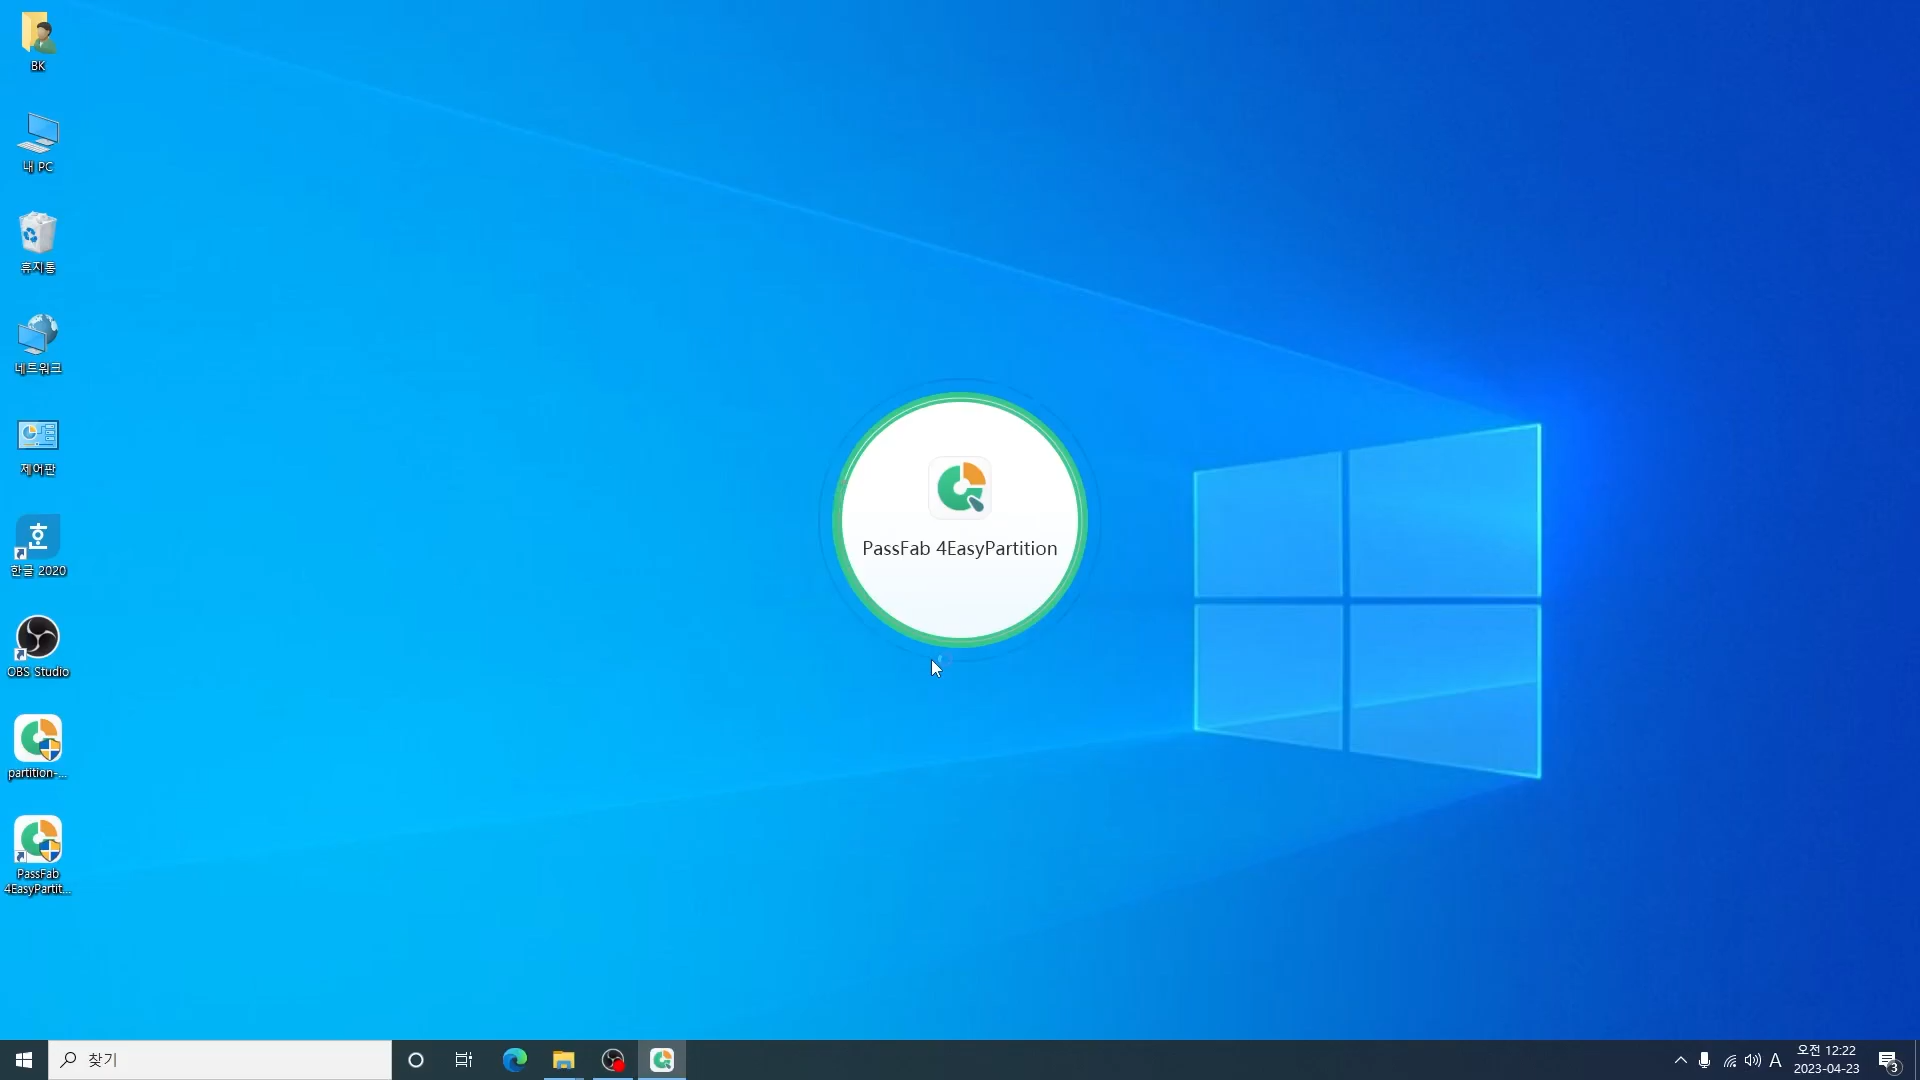 BK
내 PC
휴지통
네트워크
제어판
한글 2020
OBS Studio
partition-...
PassFab
4EasyPartit...
PassFab 4EasyPartition
찾기
A
오전 12:22
2023-04-23
3